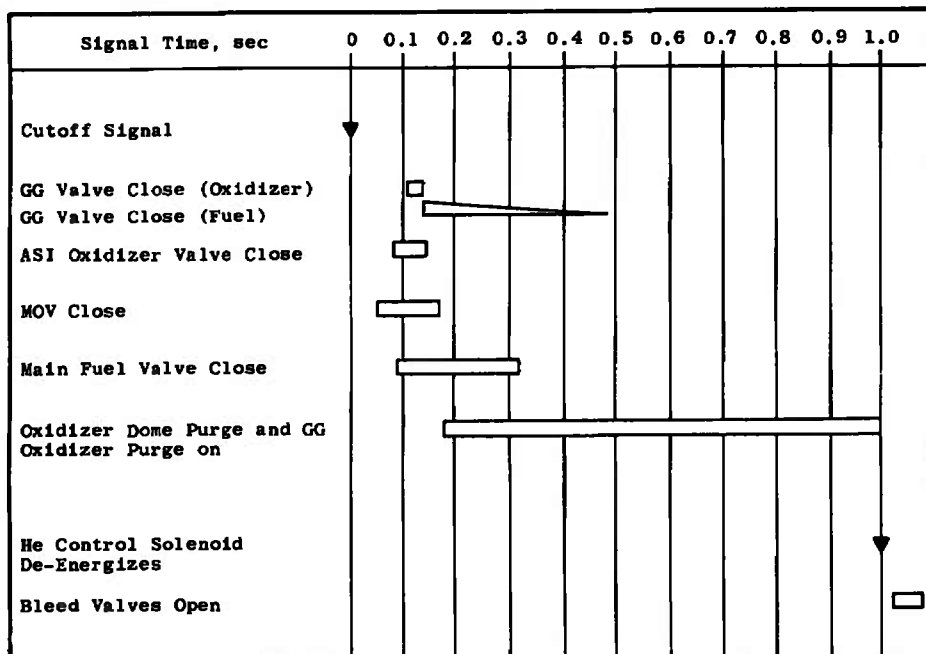 Signal Time, sec 0 0.1 0.2 0.3 0.4 0.5 0.6 0.7 0.8 0.9 1.0
Cutoff Signal
GG Valve Close (Oxidizer)
GG Valve Close (Fuel)
ASI Oxidizer Valve Close
MOV Close
Main Fuel Valve Close
Oxidizer Dome Purge and GG
Oxidizer Purge on
He Control Solenoid
De-Energizes
Bleed Valves Open